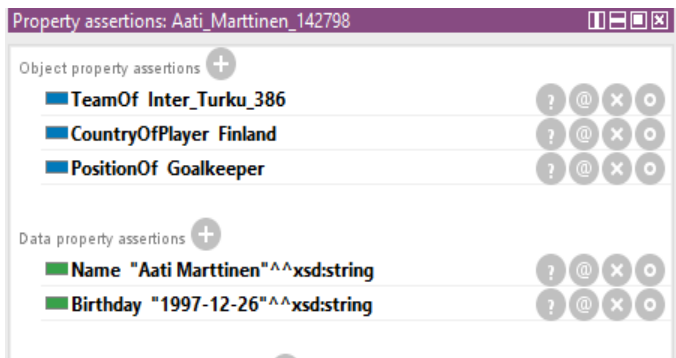 Property assertions: Aati_Marttinen_142798
Object property assertions
TeamOf Inter_Turku_386
? @
CountryOfPlayer Finland
? @
PositionOf Goalkeeper
? @
Data property assertions
Name "Aati Marttinen"^^xsd:string
? @
Birthday "1997-12-26"^^xsd:string
? @